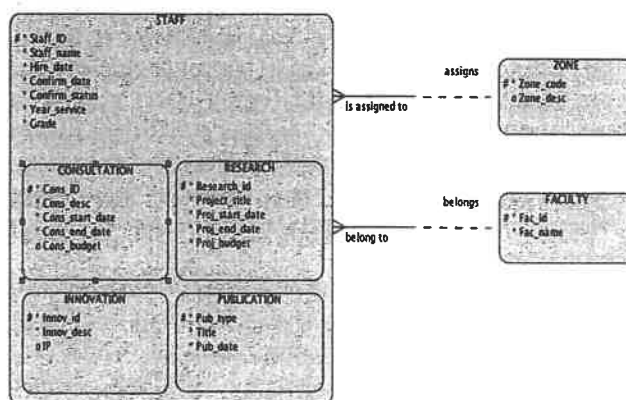 STAFF
# * Staff_ID
* Staff_name
* Hire_date
* Confirm_date
* Confirm_status
* Year_service
* Grade
CONSULTATION
# * Cons_ID
* Cons_desc
* Cons_start_date
* Cons_end_date
o Cons_budget
RESEARCH
# * Research_id
* Project_title
* Proj_start_date
* Proj_end_date
* Proj_budget
INNOVATION
# * Innov_id
* Innov_desc
o IP
PUBLICATION
# * Pub_type
* Title
* Pub_date
assigns
is assigned to
ZONE
# * Zone_code
o Zone_desc
belongs
belong to
FACULTY
# * Fac_id
* Fac_name